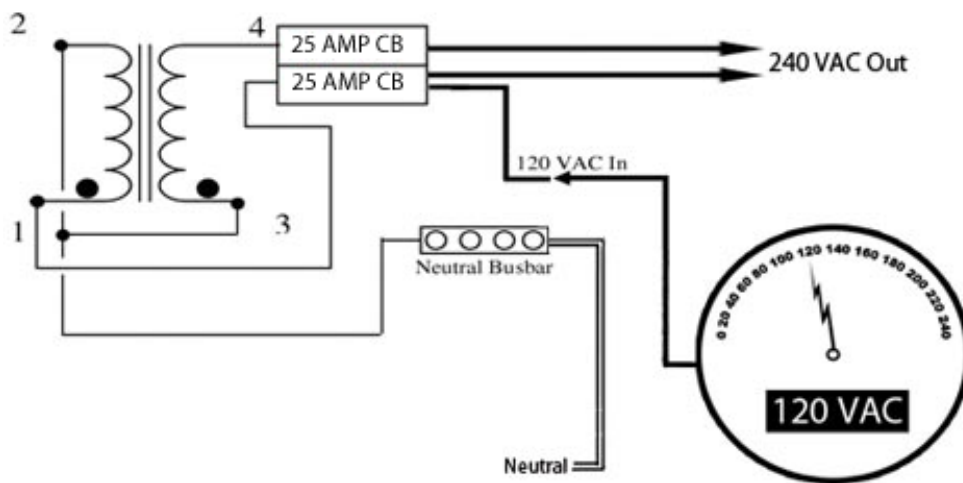 2
4
25 AMP CB
25 AMP CB
240 VAC Out
120 VAC In
1
3
Neutral Busbar
0 20 40 60 80 100 120 140 160 180 200 220 240
120 VAC
Neutral